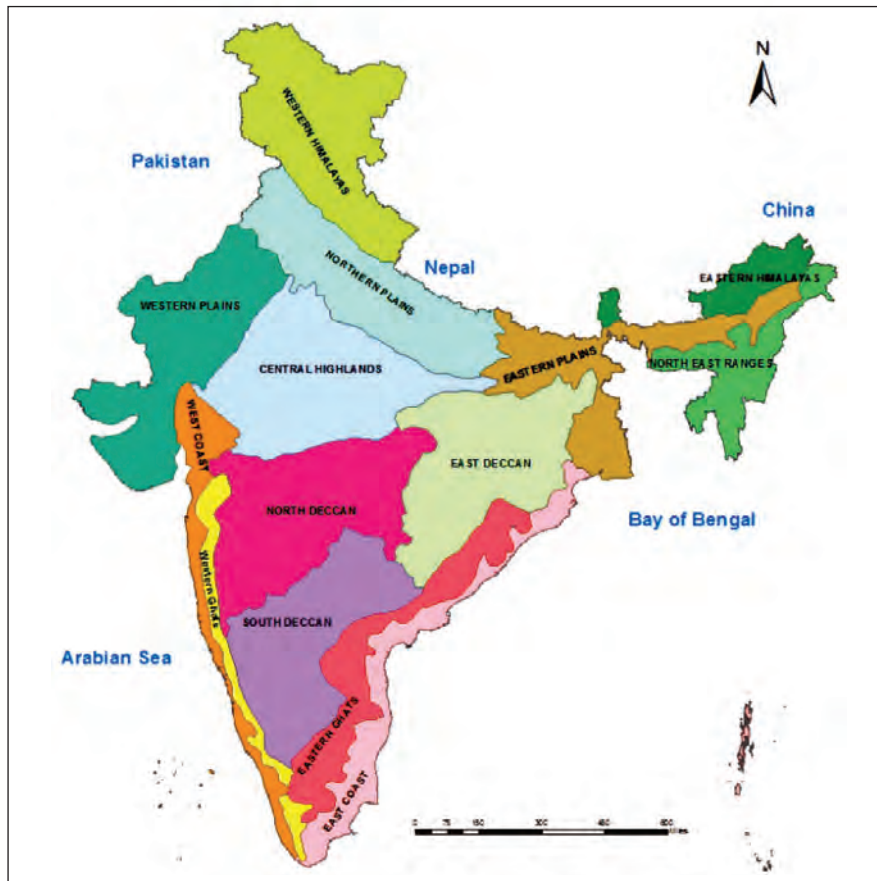 N
WESTERN HIMALAYAS
Pakistan
China
Nepal
EASTERN HIMALAYAS
NORTHERN PLAINS
WESTERN PLAINS
NORTH EAST RANGES
EASTERN PLAINS
CENTRAL HIGHLANDS
WEST COAST
EAST DECCAN
NORTH DECCAN
Bay of Bengal
Western Ghats
SOUTH DECCAN
Arabian Sea
EASTERN GHATS
EAST COAST
0 75 150 300 450 600